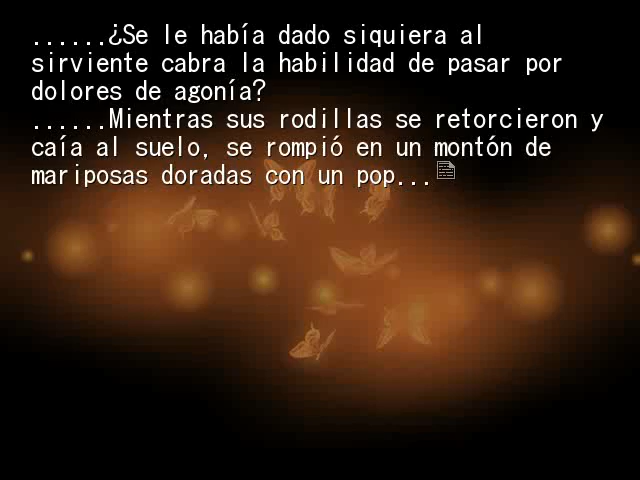 ......¿Se le había dado siquiera al
sirviente cabra la habilidad de pasar por
dolores de agonía?
......Mientras sus rodillas se retorcieron y
caía al suelo, se rompió en un montón de
mariposas doradas con un pop...